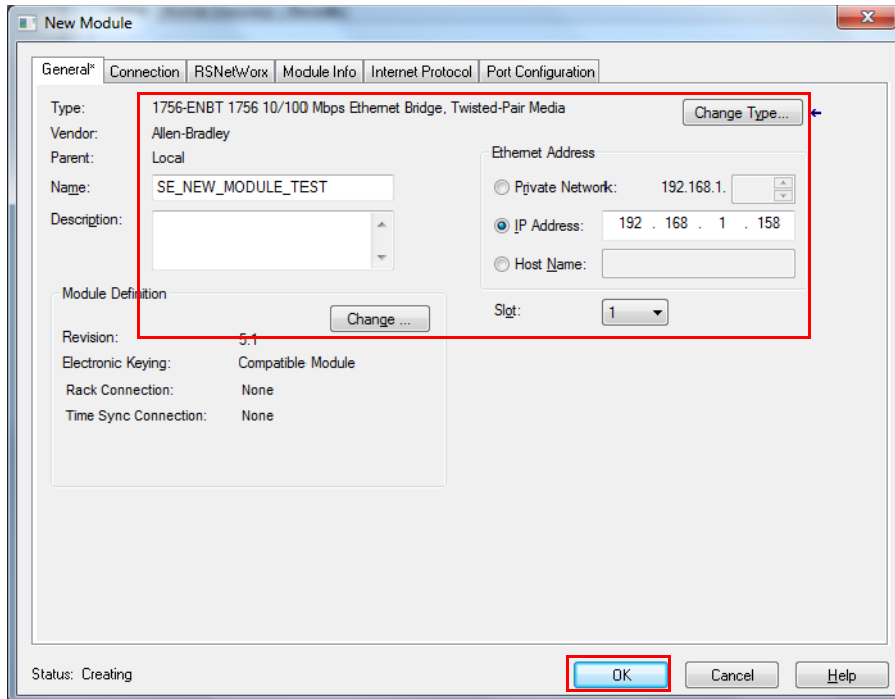 New Module
General* Connection RSNetWorx Module Info Internet Protocol Port Configuration
Type: 1756-ENBT 1756 10/100 Mbps Ethernet Bridge, Twisted-Pair Media
Change Type...
Vendor: Allen-Bradley
Parent: Local
Name: SE_NEW_MODULE_TEST
Description:
Ethernet Address
Private Network: 192.168.1.
IP Address: 192 . 168 . 1 . 158
Host Name:
Slot: 1
Module Definition
Change ...
Revision: 5.1
Electronic Keying: Compatible Module
Rack Connection: None
Time Sync Connection: None
Status: Creating
OK Cancel Help